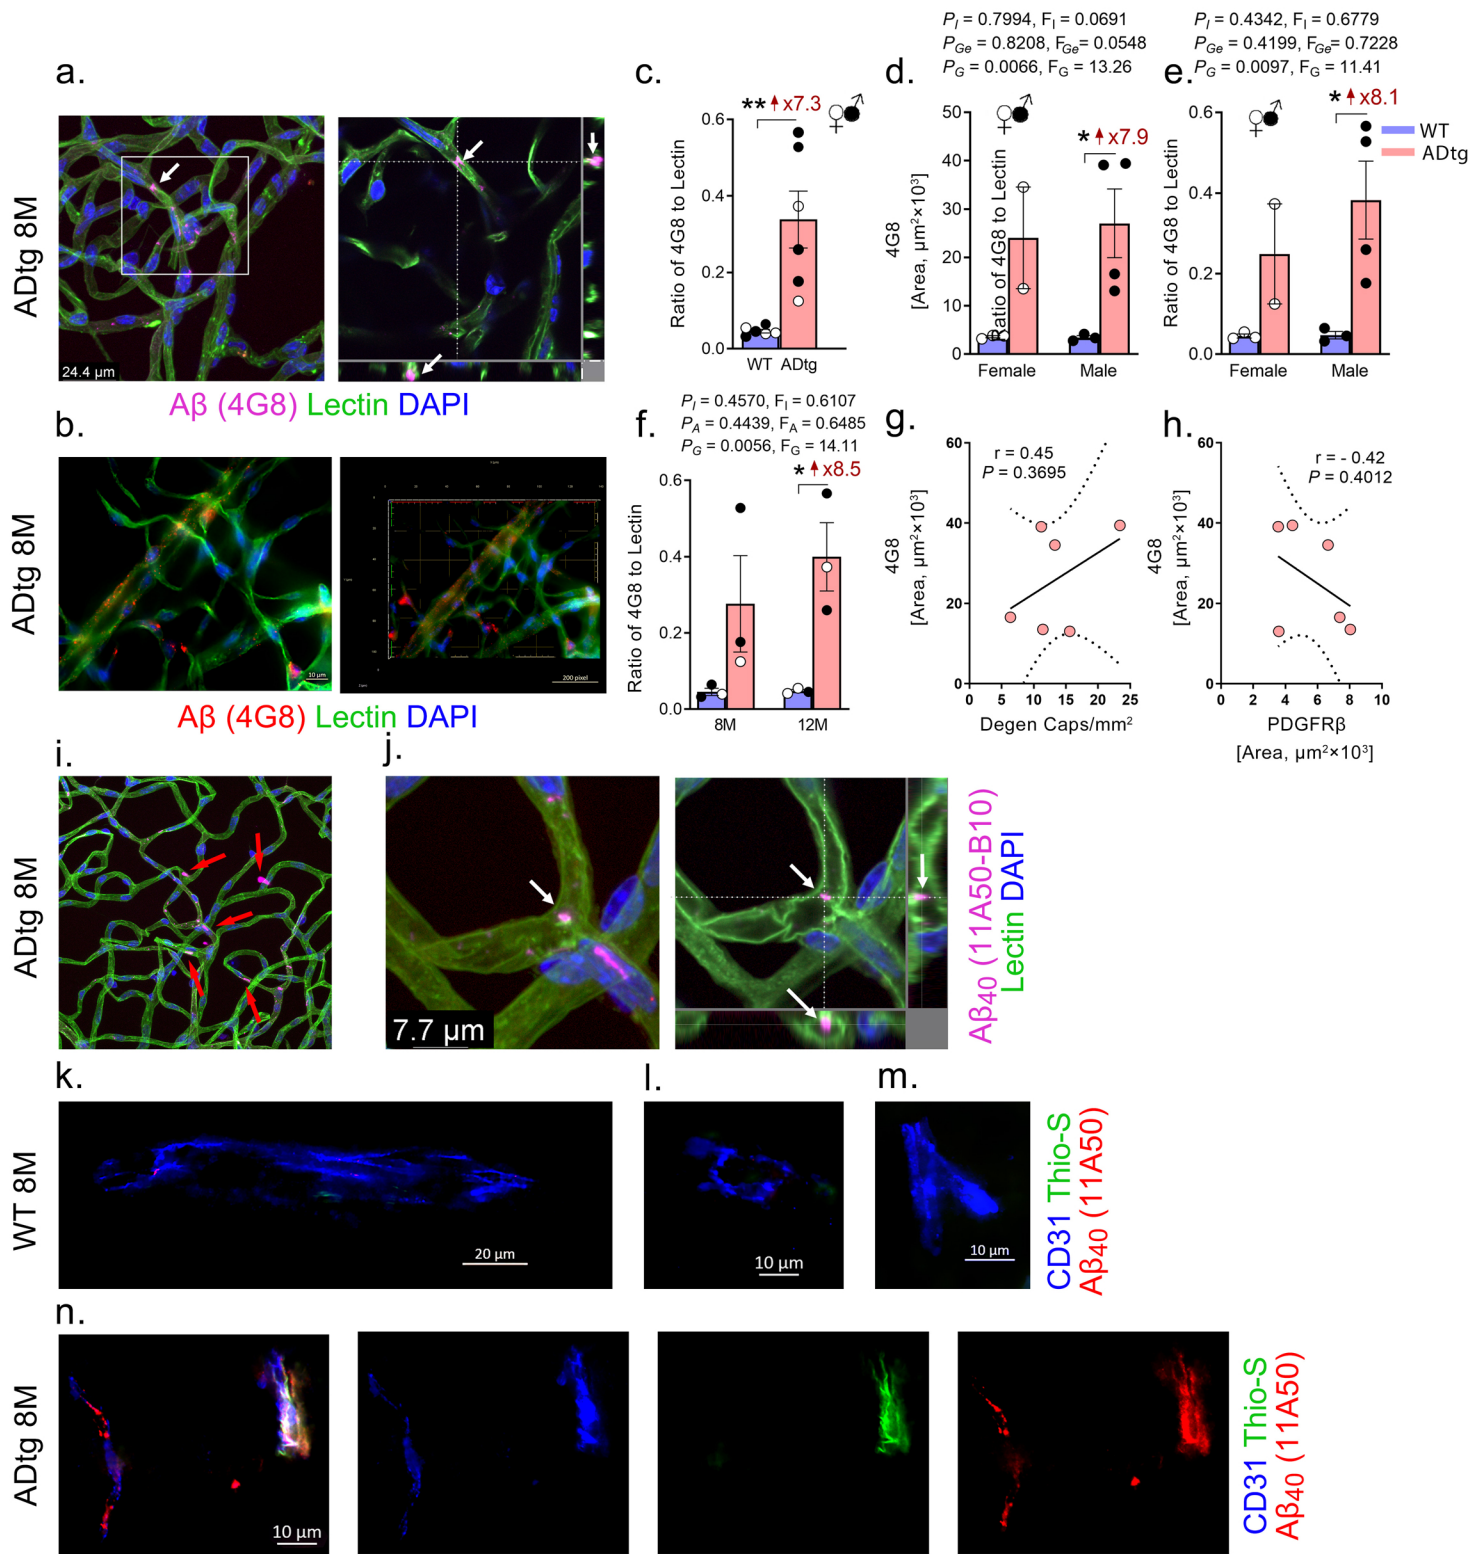 a.
ADtg 8M
24.4 µm
Aβ (4G8) Lectin DAPI
b.
ADtg 8M
10 µm
200 pixel
Aβ (4G8) Lectin DAPI
c.
**
x7.3
Ratio of 4G8 to Lectin
0.6
0.4
0.2
0.0
WT ADtg
d.
P_I = 0.7994, F_I = 0.0691
P_Ge = 0.8208, F_Ge = 0.0548
P_G = 0.0066, F_G = 13.26
* x7.9
4G8
[Area, µm²×10³]
Ratio of 4G8 to Lectin
50
40
30
20
10
0
Female Male
e.
P_I = 0.4342, F_I = 0.6779
P_Ge = 0.4199, F_Ge = 0.7228
P_G = 0.0097, F_G = 11.41
* x8.1
Ratio of 4G8 to Lectin
0.6
0.4
0.2
0.0
Female Male
WT
ADtg
f.
P_I = 0.4570, F_I = 0.6107
P_A = 0.4439, F_A = 0.6485
P_G = 0.0056, F_G = 14.11
* x8.5
Ratio of 4G8 to Lectin
0.6
0.4
0.2
0.0
8M 12M
g.
r = 0.45
P = 0.3695
4G8
[Area, µm²×10³]
60
40
20
0
0 5 10 15 20 25
Degen Caps/mm²
h.
r = - 0.42
P = 0.4012
4G8
[Area, µm²×10³]
60
40
20
0
0 2 4 6 8 10
PDGFRβ
[Area, µm²×10³]
i.
ADtg 8M
j.
7.7 µm
Aβ40 (11A50-B10)
Lectin DAPI
k.
WT 8M
20 µm
l.
10 µm
m.
10 µm
CD31 Thio-S
Aβ40 (11A50)
n.
ADtg 8M
10 µm
CD31 Thio-S
Aβ40 (11A50)